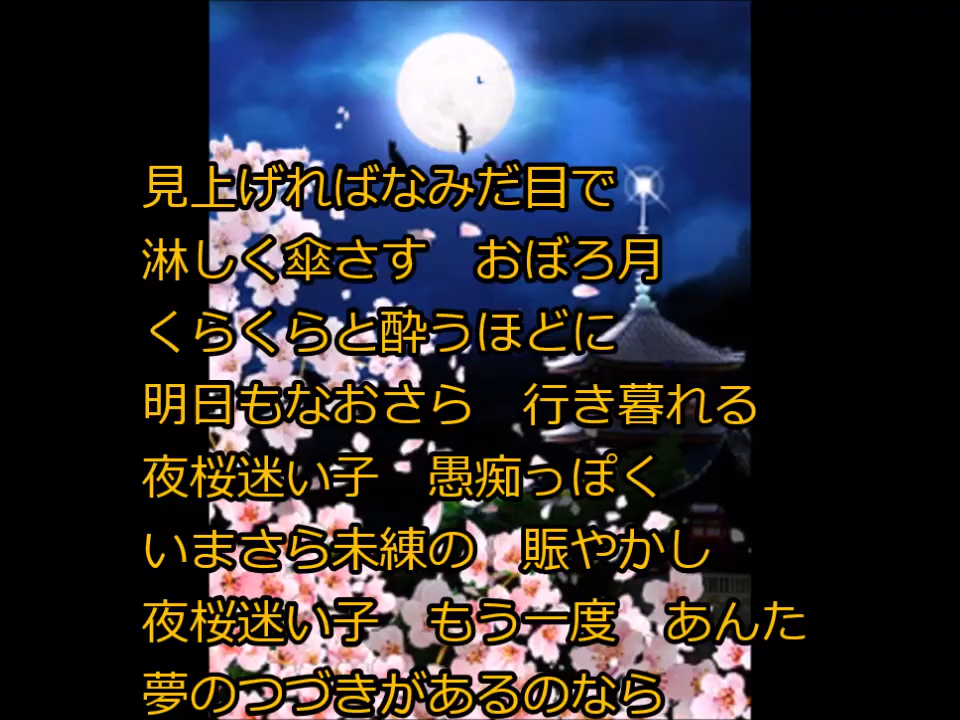 見上げればなみだ目で
淋しく傘さす　おぼろ月
くらくらと酔うほどに
明日もなおさら　行き暮れる
夜桜迷い子　愚痴っぽく
いまさら未練の　賑やかし
夜桜迷い子　もう一度　あんた
夢のつづきがあるのなら